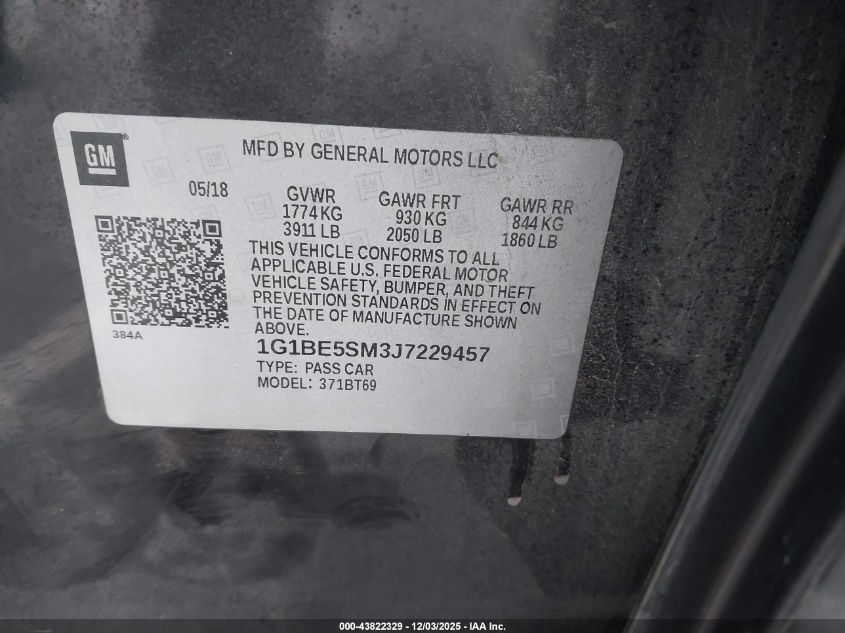 GM
MFD BY GENERAL MOTORS LLC
05/18
GVWR
1774 KG
3911 LB
GAWR FRT
930 KG
2050 LB
GAWR RR
844 KG
1860 LB
THIS VEHICLE CONFORMS TO ALL
APPLICABLE U.S. FEDERAL MOTOR
VEHICLE SAFETY, BUMPER, AND THEFT
PREVENTION STANDARDS IN EFFECT ON
THE DATE OF MANUFACTURE SHOWN
ABOVE.
384A
1G1BE5SM3J7229457
TYPE: PASS CAR
MODEL: 371BT69
000-43822329 - 12/03/2025 - IAA Inc.